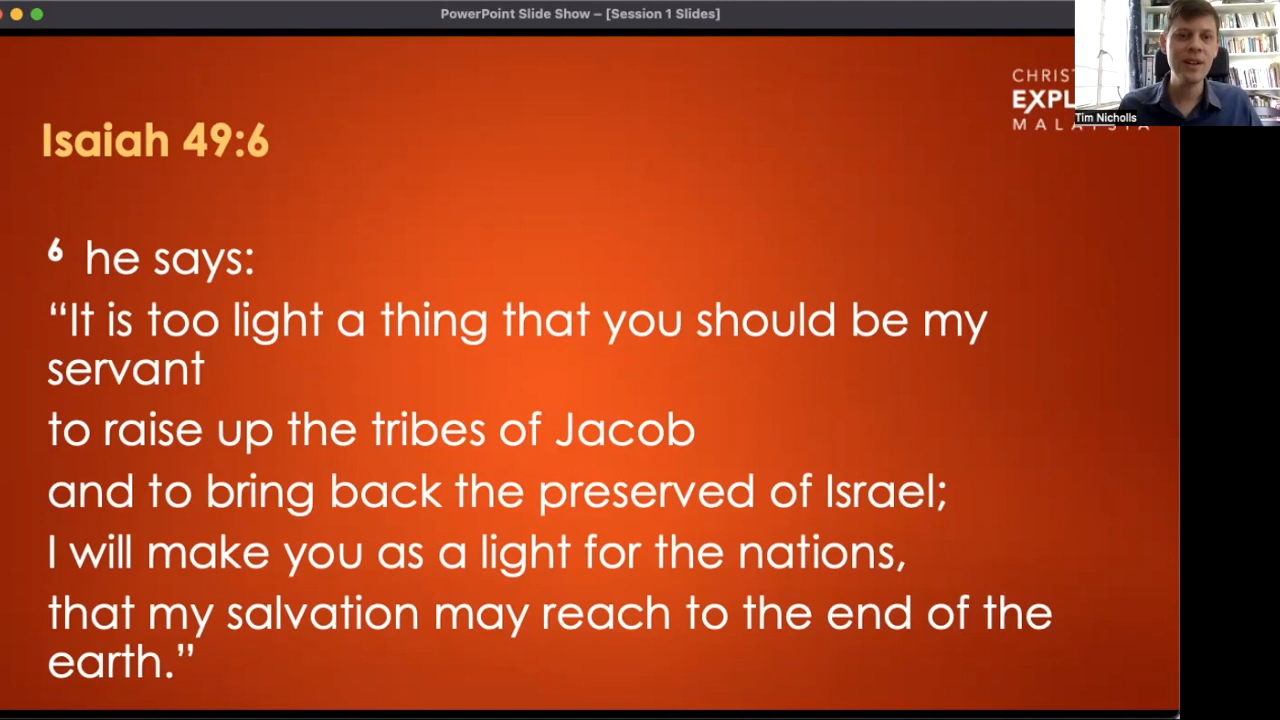 PowerPoint Slide Show – [Session 1 Slides]
CHRIST
EXPL
Tim Nicholls
Isaiah 49:6
6 he says:
“It is too light a thing that you should be my
servant
to raise up the tribes of Jacob
and to bring back the preserved of Israel;
I will make you as a light for the nations,
that my salvation may reach to the end of the
earth.”